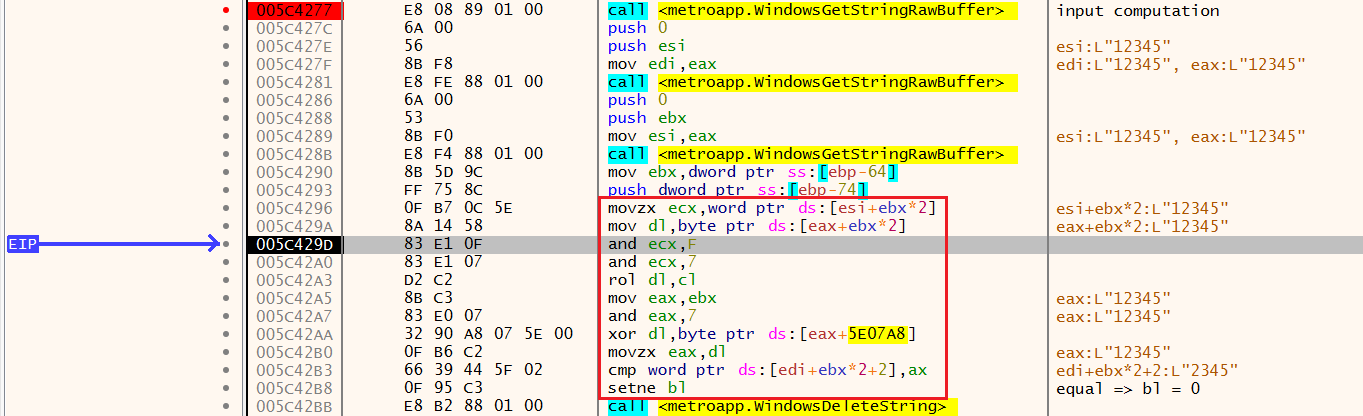 005C4277 E8 08 89 01 00 call <metroapp.WindowsGetStringRawBuffer> input computation
005C427C 6A 00 push 0
005C427E 56 push esi esi:L"12345"
005C427F 8B F8 mov edi,eax edi:L"12345", eax:L"12345"
005C4281 E8 FE 88 01 00 call <metroapp.WindowsGetStringRawBuffer>
005C4286 6A 00 push 0
005C4288 53 push ebx
005C4289 8B F0 mov esi,eax esi:L"12345", eax:L"12345"
005C428B E8 F4 88 01 00 call <metroapp.WindowsGetStringRawBuffer>
005C4290 8B 5D 9C mov ebx,dword ptr ss:[ebp-64]
005C4293 FF 75 8C push dword ptr ss:[ebp-74]
005C4296 0F B7 0C 5E movzx ecx,word ptr ds:[esi+ebx*2] esi+ebx*2:L"12345"
005C429A 8A 14 58 mov dl,byte ptr ds:[eax+ebx*2] eax+ebx*2:L"12345"
EIP 005C429D 83 E1 0F and ecx,F
005C42A0 83 E1 07 and ecx,7
005C42A3 D2 C2 rol dl,cl
005C42A5 8B C3 mov eax,ebx eax:L"12345"
005C42A7 83 E0 07 and eax,7 eax:L"12345"
005C42AA 32 90 A8 07 5E 00 xor dl,byte ptr ds:[eax+5E07A8]
005C42B0 0F B6 C2 movzx eax,dl eax:L"12345"
005C42B3 66 39 44 5F 02 cmp word ptr ds:[edi+ebx*2+2],ax edi+ebx*2+2:L"2345"
005C42B8 0F 95 C3 setne bl equal => bl = 0
005C42BB E8 B2 88 01 00 call <metroapp.WindowsDeleteString>